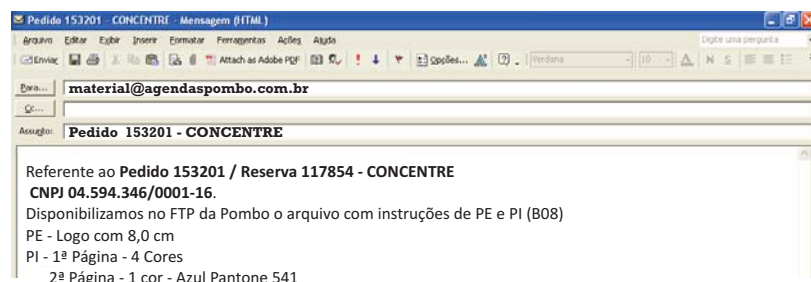 Pedido 153201 - CONCENTRE - Mensagem (HTML)
Arquivo Editar Exibir Inserir Formatar Ferramentas Ações Ajuda
Digite uma pergunta
Enviar Attach as Adobe PDF Opções... Verdana 10 A N S
Para... material@agendaspombo.com.br
Cc...
Assunto: Pedido 153201 - CONCENTRE
Referente ao Pedido 153201 / Reserva 117854 - CONCENTRE
CNPJ 04.594.346/0001-16.
Disponibilizamos no FTP da Pombo o arquivo com instruções de PE e PI (B08)
PE - Logo com 8,0 cm
PI - 1ª Página - 4 Cores
2ª Página - 1 cor - Azul Pantone 541